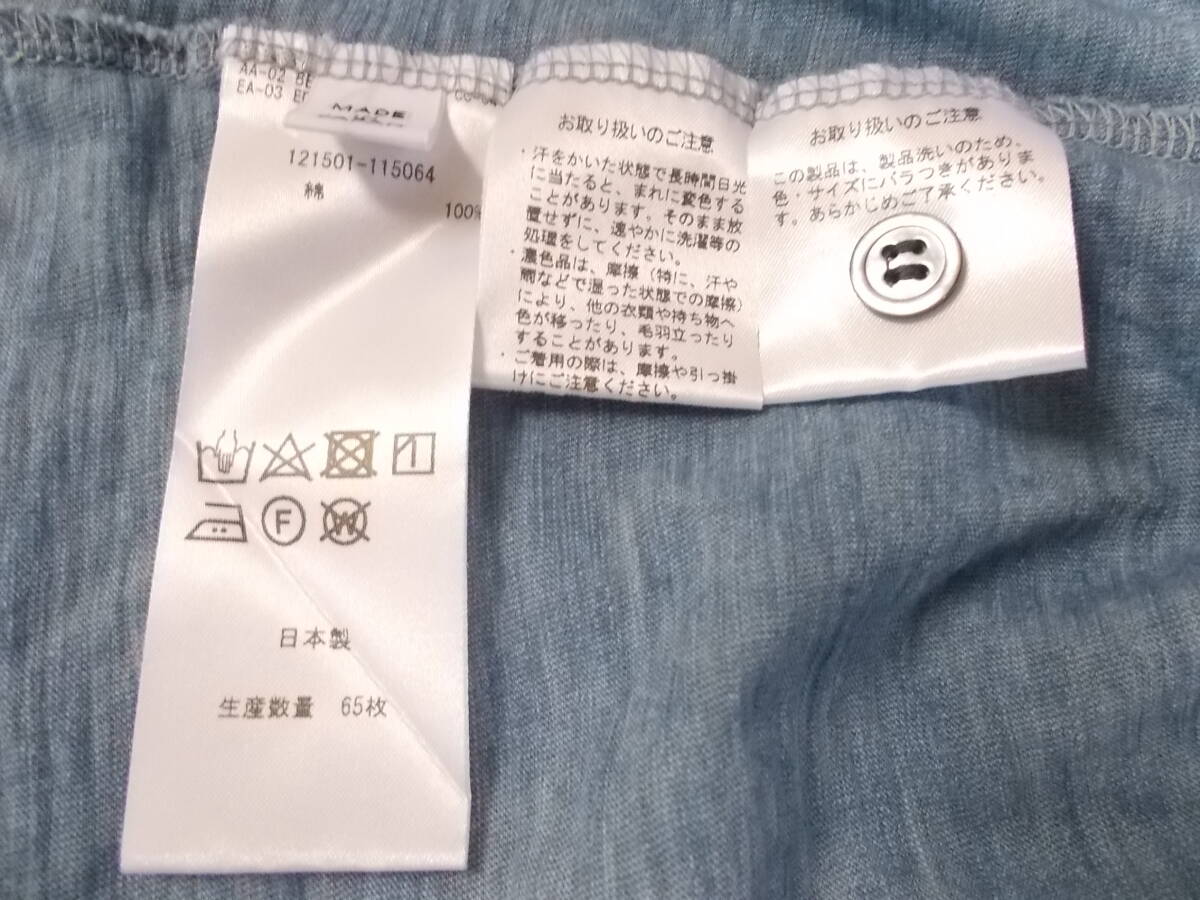 AA-02
EA-03
MADE
121501-115064
綿
100%
日本製
生産数量 65枚
お取り扱いのご注意
・汗をかいた状態で長時間日光
に当たると、まれに変色する
ことがあります。そのまま放
置せずに、速やかに洗濯等の
処理をしてください。
・濃色品は、摩擦（特に、汗や
雨などで湿った状態での摩擦）
により、他の衣類や持ち物へ
色が移ったり、毛羽立ったり
することがあります。
・ご着用の際は、摩擦や引っ掛
けにご注意ください。
お取り扱いのご注意
この製品は、製品洗いのため、
色・サイズにバラつきがありま
す。あらかじめご了承ください。
F
W